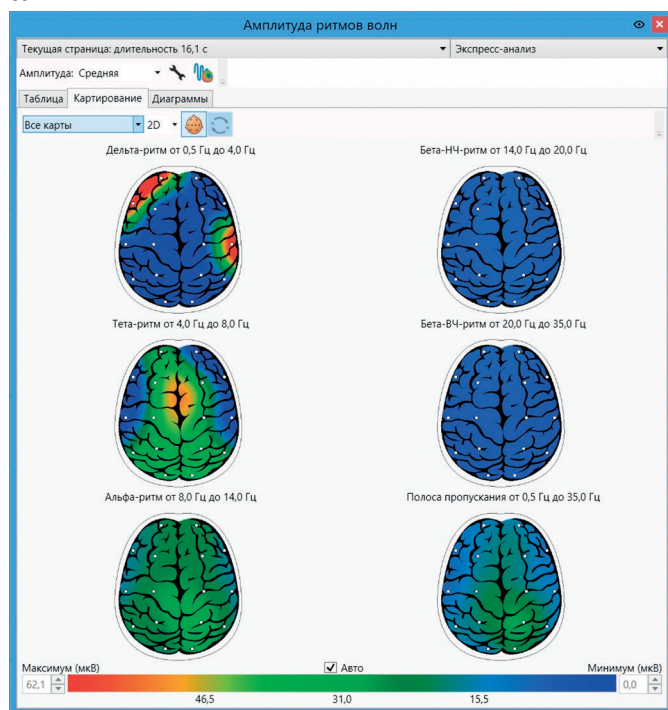 Амплитуда ритмов волн
Текущая страница: длительность 16,1 с
Экспресс-анализ
Амплитуда: Средняя
Таблица Картирование Диаграммы
Все карты 2D
Дельта-ритм от 0,5 Гц до 4,0 Гц
Бета-НЧ-ритм от 14,0 Гц до 20,0 Гц
Тета-ритм от 4,0 Гц до 8,0 Гц
Бета-ВЧ-ритм от 20,0 Гц до 35,0 Гц
Альфа-ритм от 8,0 Гц до 14,0 Гц
Полоса пропускания от 0,5 Гц до 35,0 Гц
Максимум (мкВ) Авто Минимум (мкВ)
62,1 0,0
46,5 31,0 15,5